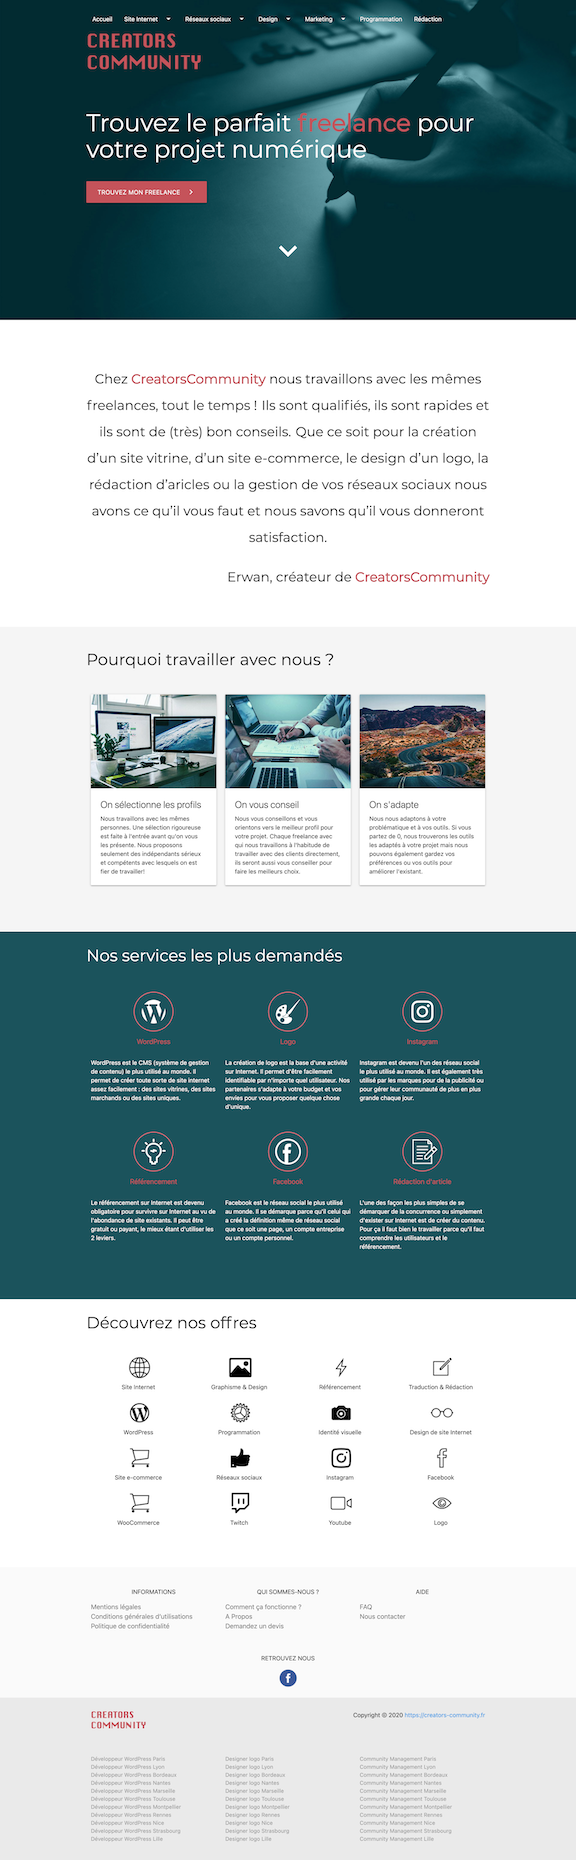 Accueil Site Internet Réseaux sociaux Design Marketing Programmation Rédaction
CREATORS
COMMUNITY
Trouvez le parfait freelance pour
votre projet numérique
TROUVEZ MON FREELANCE
Chez CreatorsCommunity nous travaillons avec les mêmes
freelances, tout le temps ! Ils sont qualifiés, ils sont rapides et
ils sont de (très) bon conseils. Que ce soit pour la création
d'un site vitrine, d'un site e-commerce, le design d'un logo, la
rédaction d'aricles ou la gestion de vos réseaux sociaux nous
avons ce qu'il vous faut et nous savons qu'il vous donneront
satisfaction.
Erwan, créateur de CreatorsCommunity
Pourquoi travailler avec nous ?
On sélectionne les profils
Nous travaillons avec les mêmes
personnes. Une sélection rigoureuse
est faite à l'entrée avant qu'on vous
les présente. Nous proposons
seulement des indépendants sérieux
et compétents avec lesquels on est
fier de travailler!
On vous conseil
Nous vous conseillons et vous
orientons vers le meilleur profil pour
votre projet. Chaque freelance avec
qui nous travaillons à l'habitude de
travailler avec des clients directement,
ils seront aussi vous conseiller pour
faire les meilleurs choix.
On s'adapte
Nous nous adaptons à votre
problématique et à vos outils. Si vous
partez de 0, nous trouverons les outils
les adaptés à votre projet mais nous
pouvons également gardez vos
préférences ou vos outils pour
améliorer l'existant.
Nos services les plus demandés
WordPress
WordPress est le CMS (système de gestion
de contenu) le plus utilisé au monde. Il
permet de créer toute sorte de site Internet
assez facilement : des sites vitrines, des sites
marchands ou des sites uniques.
Logo
La création de logo est la base d'une activité
sur Internet. Il permet d'être facilement
identifiable par n'importe quel utilisateur. Nos
partenaires s'adapte à votre budget et vos
envies pour vous proposer quelque chose
d'unique.
Instagram
Instagram est devenu l'un des réseau social
le plus utilisé au monde. Il est également très
utilisé par les marques pour de la publicité ou
pour gérer leur communauté de plus en plus
grande chaque jour.
Référencement
Le référencement sur Internet est devenu
obligatoire pour survivre sur Internet au vu de
l'abondance de site existants. Il peut être
gratuit ou payant, le mieux étant d'utiliser les
2 leviers.
Facebook
Facebook est le réseau social le plus utilisé
au monde. Il se démarque parce qu'il celui qui
a créé la définition même de réseau social
que ce soit une page, un compte entreprise
ou un compte personnel.
Rédaction d'article
L'une des façon les plus simples de se
démarquer de la concurrence ou simplement
d'exister sur Internet est de créer du contenu.
Pour ça il faut bien le travailler parce qu'il faut
comprendre les utilisateurs et le
référencement.
Découvrez nos offres
Site Internet Graphisme & Design Référencement Traduction & Rédaction
WordPress Programmation Identité visuelle Design de site Internet
Site e-commerce Réseaux sociaux Instagram Facebook
WooCommerce Twitch Youtube Logo
INFORMATIONS
Mentions légales
Conditions générales d'utilisations
Politique de confidentialité
QUI SOMMES-NOUS ?
Comment ça fonctionne ?
A Propos
Demandez un devis
AIDE
FAQ
Nous contacter
RETROUVEZ NOUS
CREATORS
COMMUNITY
Copyright © 2020 https://creators-community.fr
Développeur WordPress Paris
Développeur WordPress Lyon
Développeur WordPress Bordeaux
Développeur WordPress Nantes
Développeur WordPress Marseille
Développeur WordPress Toulouse
Développeur WordPress Montpellier
Développeur WordPress Rennes
Développeur WordPress Nice
Développeur WordPress Strasbourg
Développeur WordPress Lille
Designer logo Paris
Designer logo Lyon
Designer logo Bordeaux
Designer logo Nantes
Designer logo Marseille
Designer logo Toulouse
Designer logo Montpellier
Designer logo Rennes
Designer logo Nice
Designer logo Strasbourg
Designer logo Lille
Community Management Paris
Community Management Lyon
Community Management Bordeaux
Community Management Nantes
Community Management Marseille
Community Management Toulouse
Community Management Montpellier
Community Management Rennes
Community Management Nice
Community Management Strasbourg
Community Management Lille